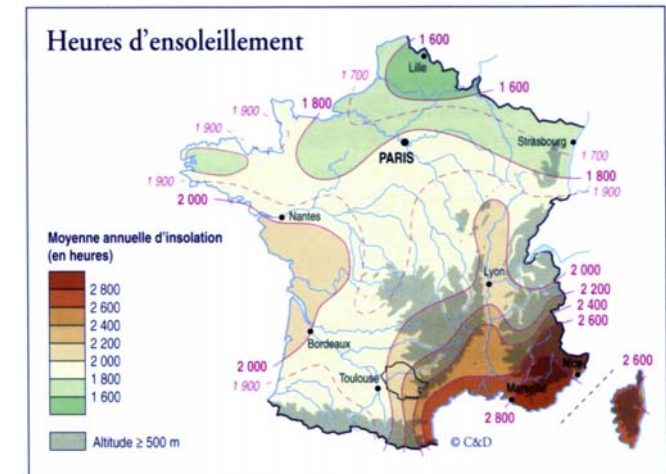 Heures d'ensoleillement
1 600
Lille
1 700
1 600
1 900
1 800
1 900
Strasbourg
PARIS
1 700
1 900
1 800
1 900
2 000
Nantes
Moyenne annuelle d'insolation
(en heures)
2 800
2 600
2 400
2 200
2 000
1 800
1 600
Altitude ≥ 500 m
Lyon
2 000
2 200
2 400
2 600
Bordeaux
2 000
1 900
Toulouse
Nice
Marseille
2 800
2 600
© C&D